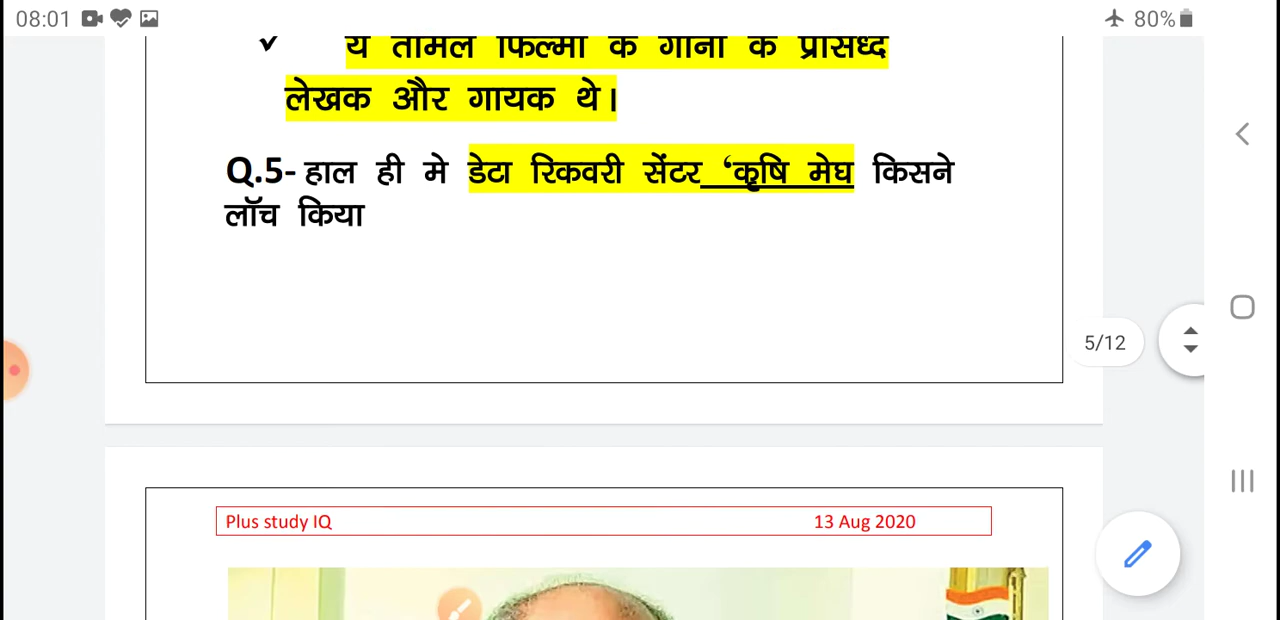 08:01
80%
ये तमिल फिल्मो के गानो के प्रसिध्द
लेखक और गायक थे।
Q.5- हाल ही मे डेटा रिकवरी सेंटर ‘कृषि मेघ किसने
लॉच किया
5/12
Plus study IQ 13 Aug 2020